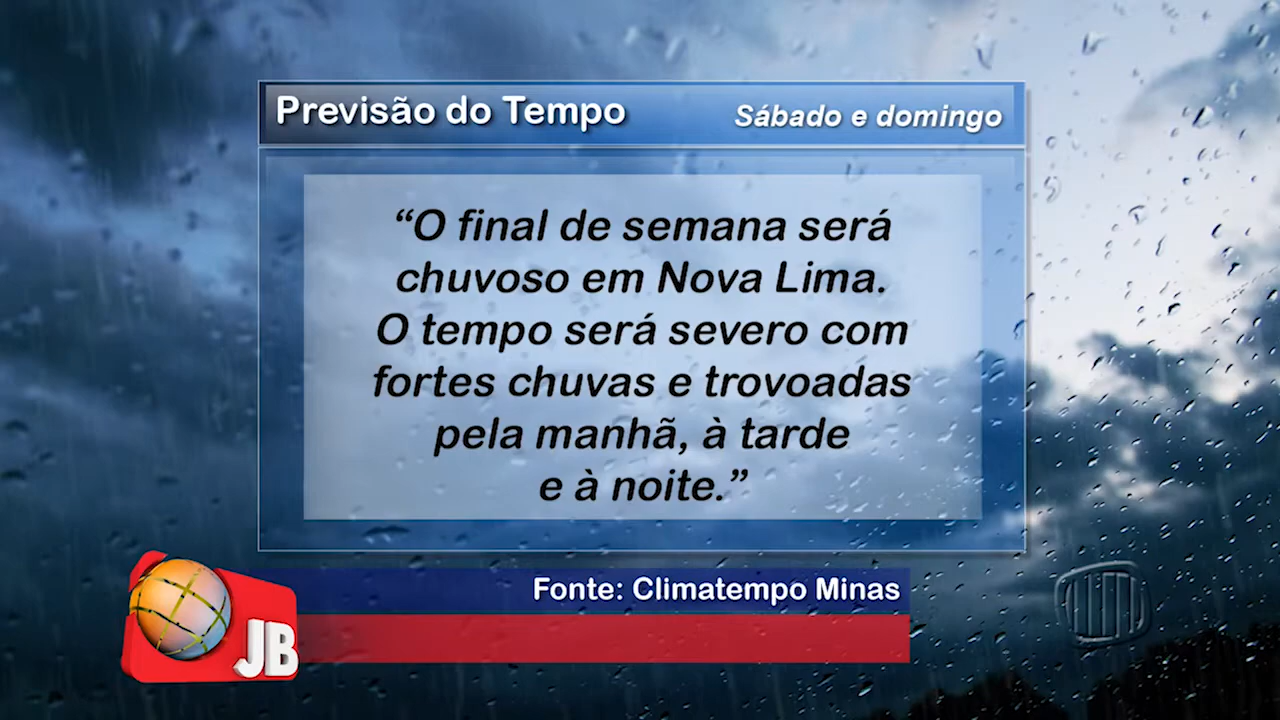 Previsão do Tempo
Sábado e domingo
“O final de semana será
chuvoso em Nova Lima.
O tempo será severo com
fortes chuvas e trovoadas
pela manhã, à tarde
e à noite.”
Fonte: Climatempo Minas
JB